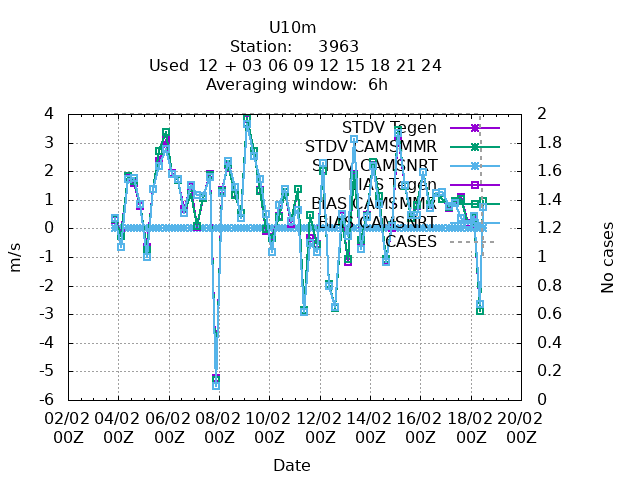 U10m
Station: 3963
Used 12 + 03 06 09 12 15 18 21 24
Averaging window: 6h
4 2
STDV Tegen
3 1.8
STDV CAMSMMR
STDV CAMSNRT
2 1.6
BIAS Tegen
1 1.4
BIAS CAMSMMR
BIAS CAMSNRT
0 1.2
CASES
-1 1
-2 0.8
-3 0.6
-4 0.4
-5 0.2
-6 0
m/s
No cases
02/02 04/02 06/02 08/02 10/02 12/02 14/02 16/02 18/02 20/02
00Z 00Z 00Z 00Z 00Z 00Z 00Z 00Z 00Z 00Z
Date